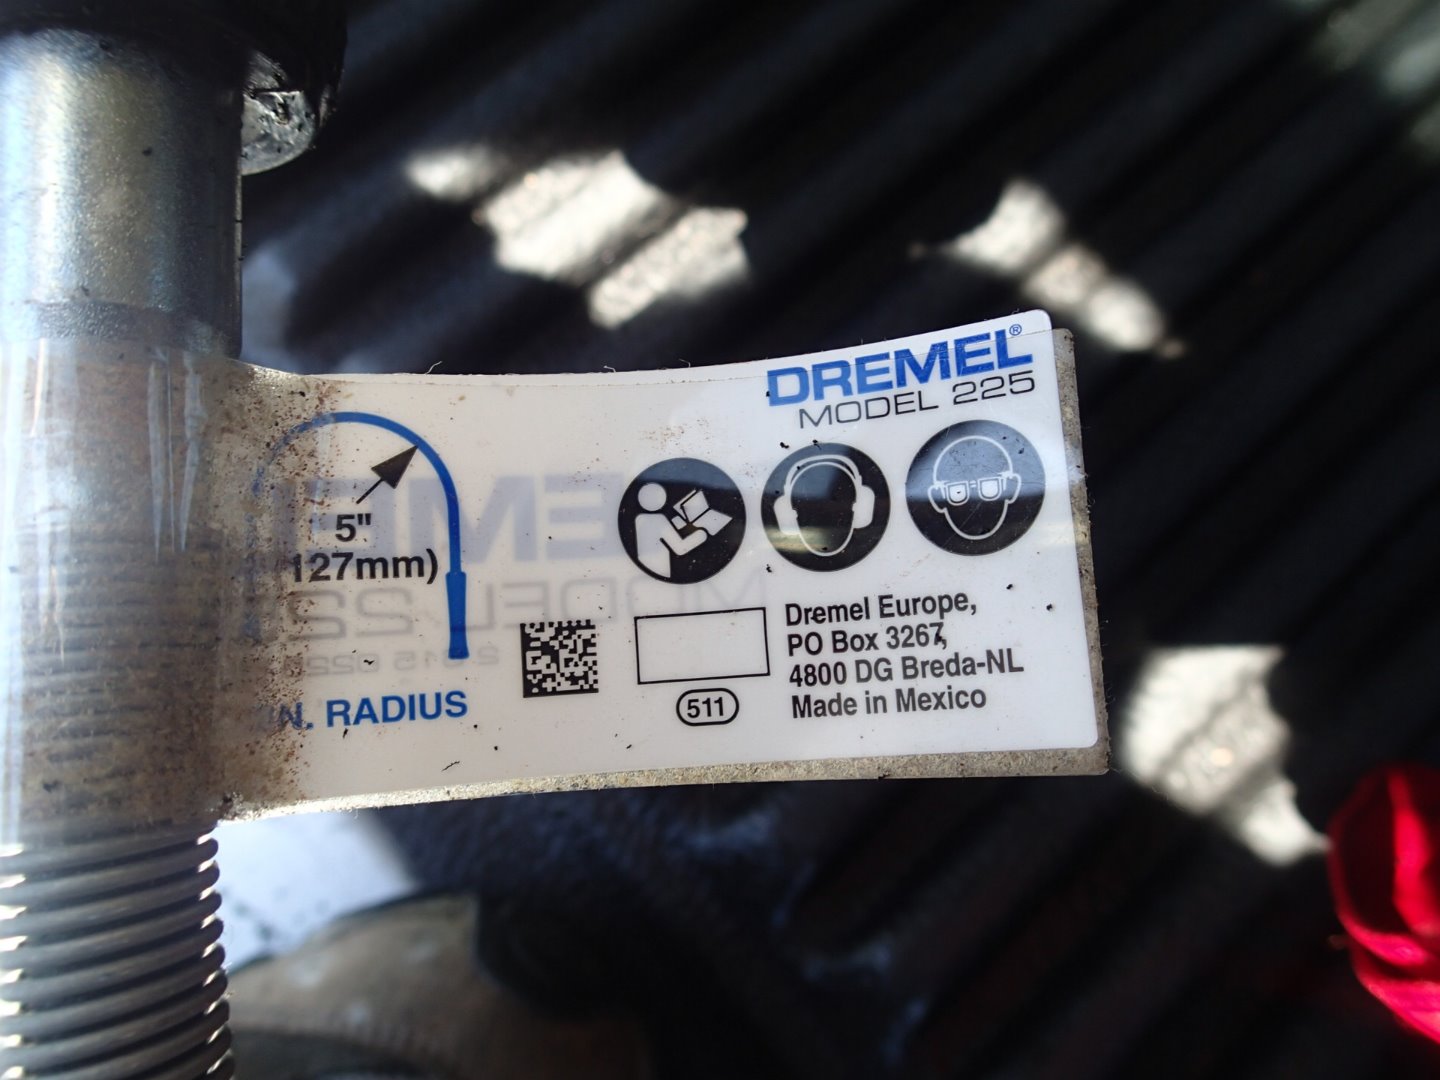 DREMEL®
MODEL 225
5"
127mm)
N. RADIUS
511
Dremel Europe,
PO Box 3267,
4800 DG Breda-NL
Made in Mexico